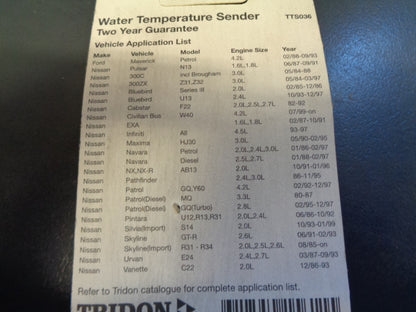 Water Temperature Sender TTS036
Two Year Guarantee
Vehicle Application List
Make Vehicle Model Engine Size Year
Ford Maverick Petrol 4.2L 02/88-09/93
Nissan Pulsar N13 1.6L,1.8L 06/87-09/91
Nissan 300C incl Brougham 3.0L 05/84-88
Nissan 300ZX Z31,Z32 3.0L 05/84-03/97
Nissan Bluebird Series III 2.0L 02/85-12/86
Nissan Bluebird U13 2.4L 10/93-12/97
Nissan Cabstar F22 2.0L,2.5L,2.7L 82-92
Nissan Civilian Bus W40 4.2L 07/99-on
Nissan EXA 1.6L,1.8L 02/87-10/91
Nissan Infiniti All 4.5L 93-97
Nissan Maxima HJ30 3.0L 05/90-02/95
Nissan Navara Petrol 2.0L,2.4L,3.0L 01/86-02/97
Nissan Navara Diesel 2.5L,2.7L 01/88-02/97
Nissan NX,NX-R AB13 2.0L 10/91-01/96
Nissan Pathfinder 2.4L,3.0L 86-11/95
Nissan Patrol GQ,Y60 4.2L 02/92-12/97
Nissan Patrol(Diesel) MQ 3.3L 80-87
Nissan Patrol(Diesel) GQ(Turbo) 2.8L 02/95-12/97
Nissan Pintara U12,R13,R31 2.0L,2.4L 06/86-10/92
Nissan Silvia(Import) S14 2.0L 10/93-01/99
Nissan Skyline GT-R 2.6L 06/91-02/93
Nissan Skyline(Import) R31 - R34 2.0L,2.5L,2.6L 08/85-on
Nissan Urvan E24 2.4L,2.7L 03/87-09/93
Nissan Vanette C22 2.0L 12/86-93
Refer to Tridon catalogue for complete application list.
TRIDON